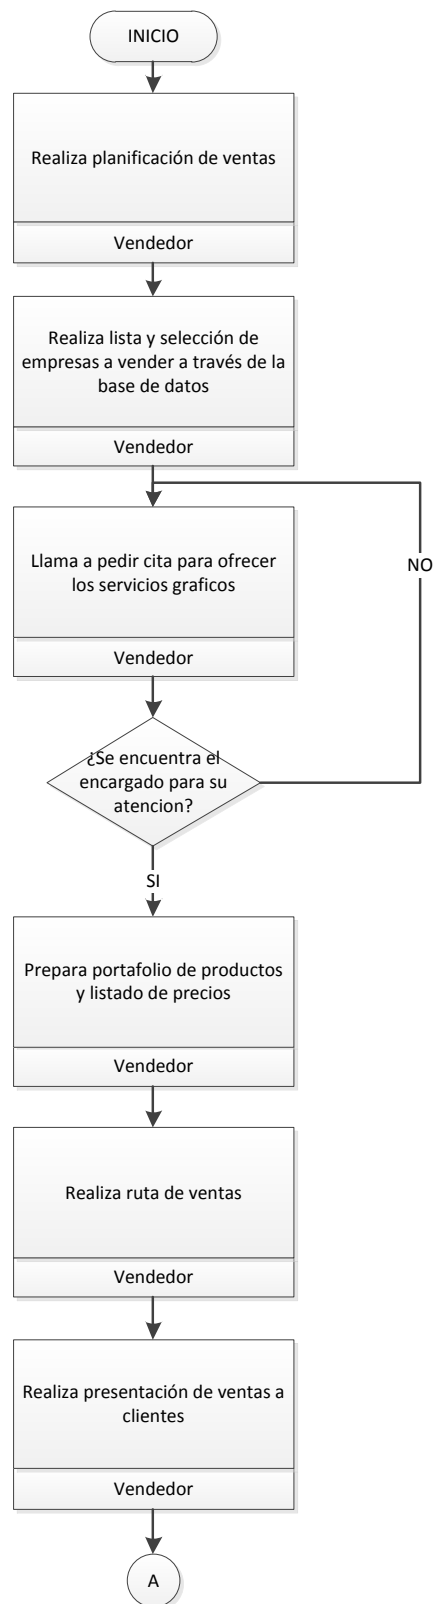 INICIO
Realiza planificación de ventas
Vendedor
Realiza lista y selección de
empresas a vender a través de la
base de datos
Vendedor
Llama a pedir cita para ofrecer
los servicios graficos
Vendedor
NO
¿Se encuentra el
encargado para su
atencion?
SI
Prepara portafolio de productos
y listado de precios
Vendedor
Realiza ruta de ventas
Vendedor
Realiza presentación de ventas a
clientes
Vendedor
A